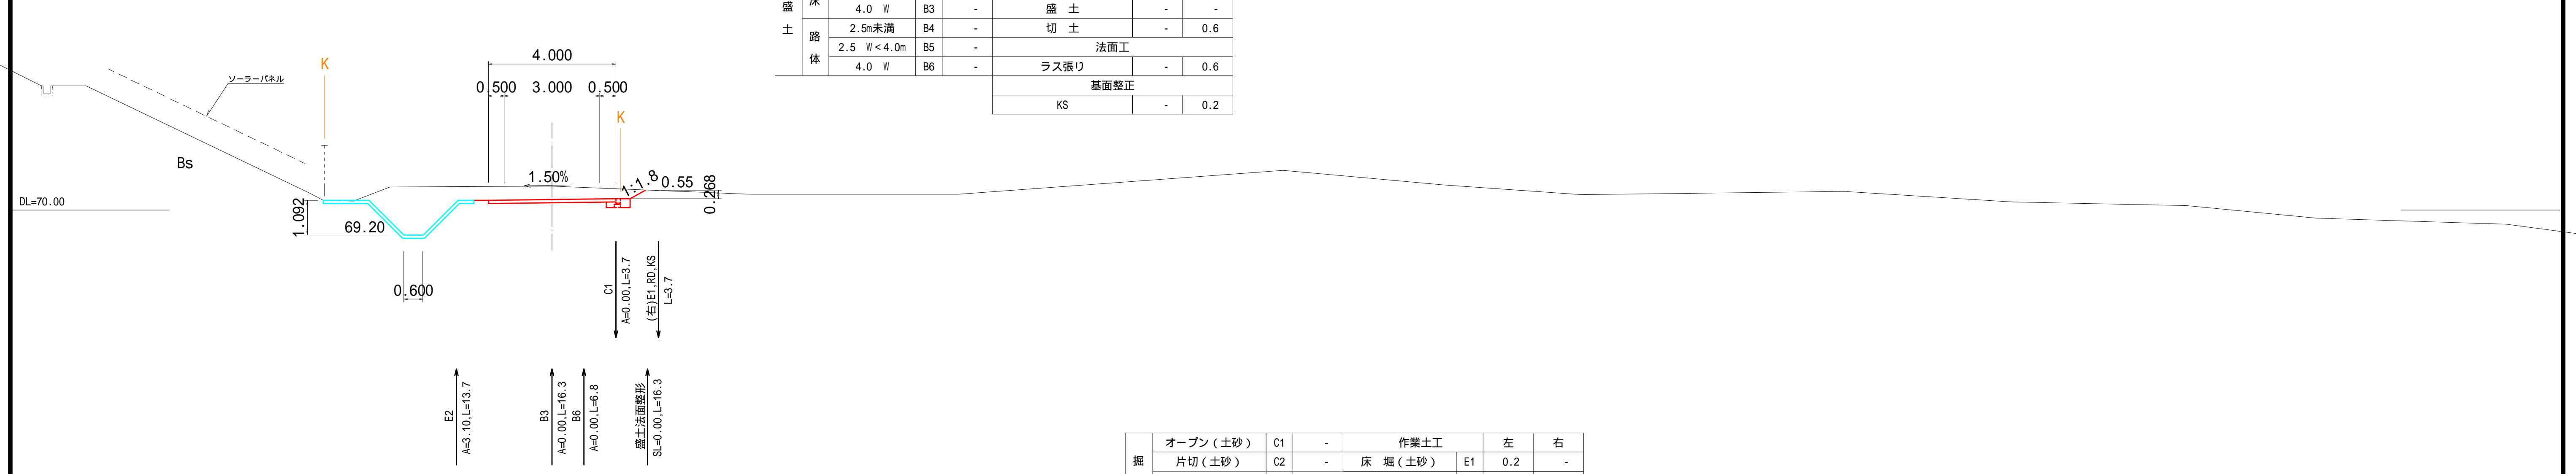 盛土
路体
4.0 W B3 - 盛 土 - -
2.5m未満 B4 - 切 土 - 0.6
2.5 W<4.0m B5 - 法面工
4.0 W B6 - ラス張り - 0.6
基面整正
KS - 0.2
K
ソーラーパネル
4.000
0.500 3.000 0.500
K
Bs
1.50%
1:1.8
0.55
0.268
DL=70.00
1.092
69.20
0.600
C1
A=0.00,L=3.7
(右)E1,RD,KS
L=3.7
E2
A=3.10,L=13.7
B3
A=0.00,L=16.3
B6
A=0.00,L=6.8
盛土法面整形
SL=0.00,L=16.3
掘
オープン(土砂) C1 - 作業土工 左 右
片切(土砂) C2 - 床 堀(土砂) E1 0.2 -